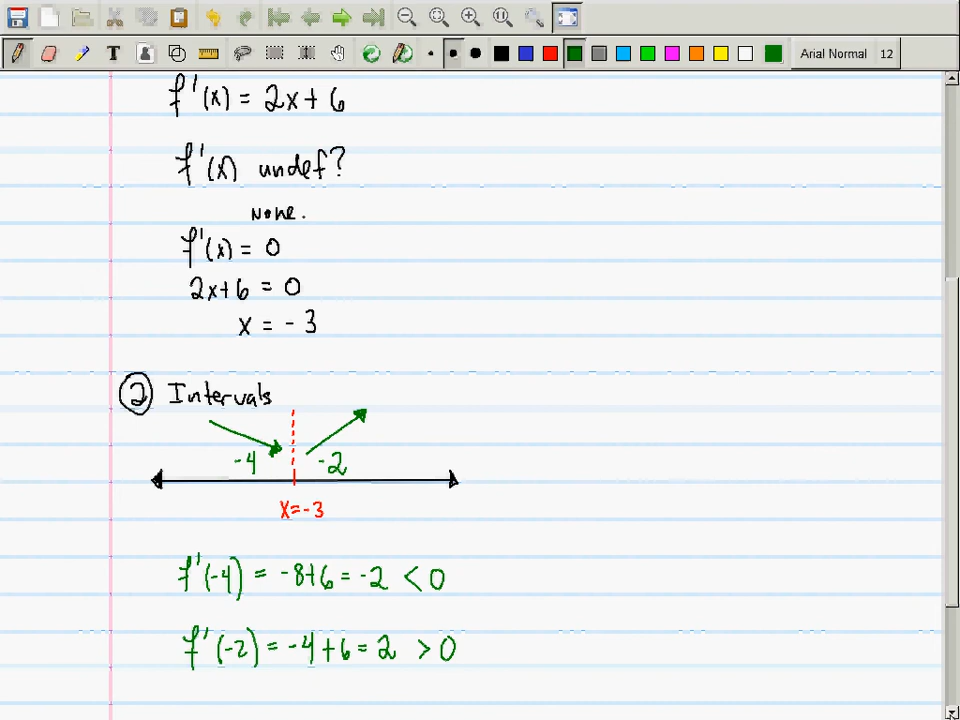 Arial Normal 12
f'(x) = 2x + 6
f'(x) undef?
None.
f'(x) = 0
2x+6 = 0
x = -3
② Intervals
-4 -2
x=-3
f'(-4) = -8+6 = -2 < 0
f'(-2) = -4+6 = 2 > 0